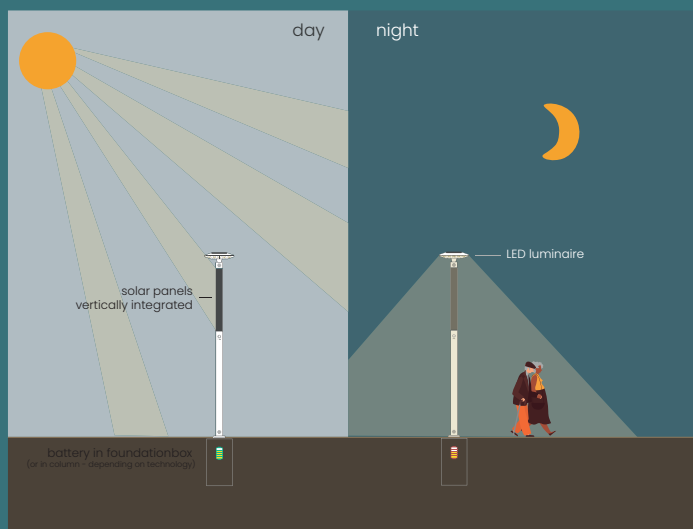 day
night
LED luminaire
solar panels
vertically integrated
battery in foundationbox
(or in column - depending on technology)